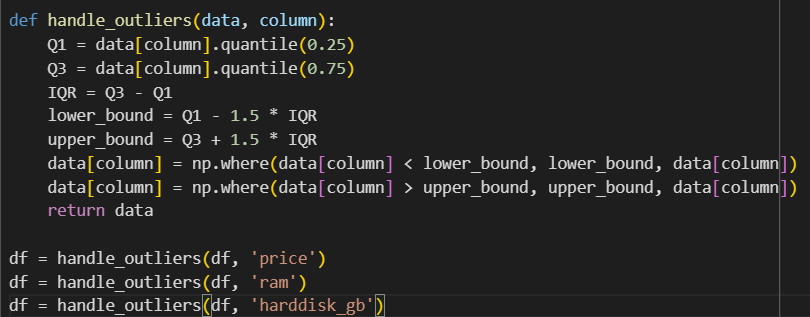 def handle_outliers(data, column):
    Q1 = data[column].quantile(0.25)
    Q3 = data[column].quantile(0.75)
    IQR = Q3 - Q1
    lower_bound = Q1 - 1.5 * IQR
    upper_bound = Q3 + 1.5 * IQR
    data[column] = np.where(data[column] < lower_bound, lower_bound, data[column])
    data[column] = np.where(data[column] > upper_bound, upper_bound, data[column])
    return data

df = handle_outliers(df, 'price')
df = handle_outliers(df, 'ram')
df = handle_outliers(df, 'harddisk_gb')